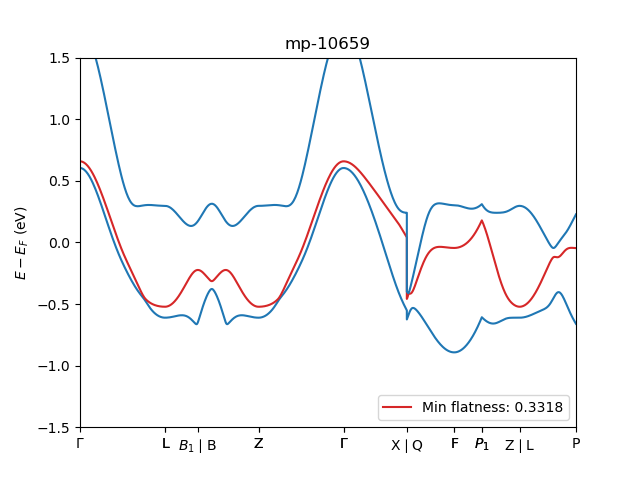 mp-10659
E − E_F (eV)
1.5
1.0
0.5
0.0
−0.5
−1.0
−1.5
Min flatness: 0.3318
Γ L B₁ | B Z Γ X | Q F P₁ Z | L P